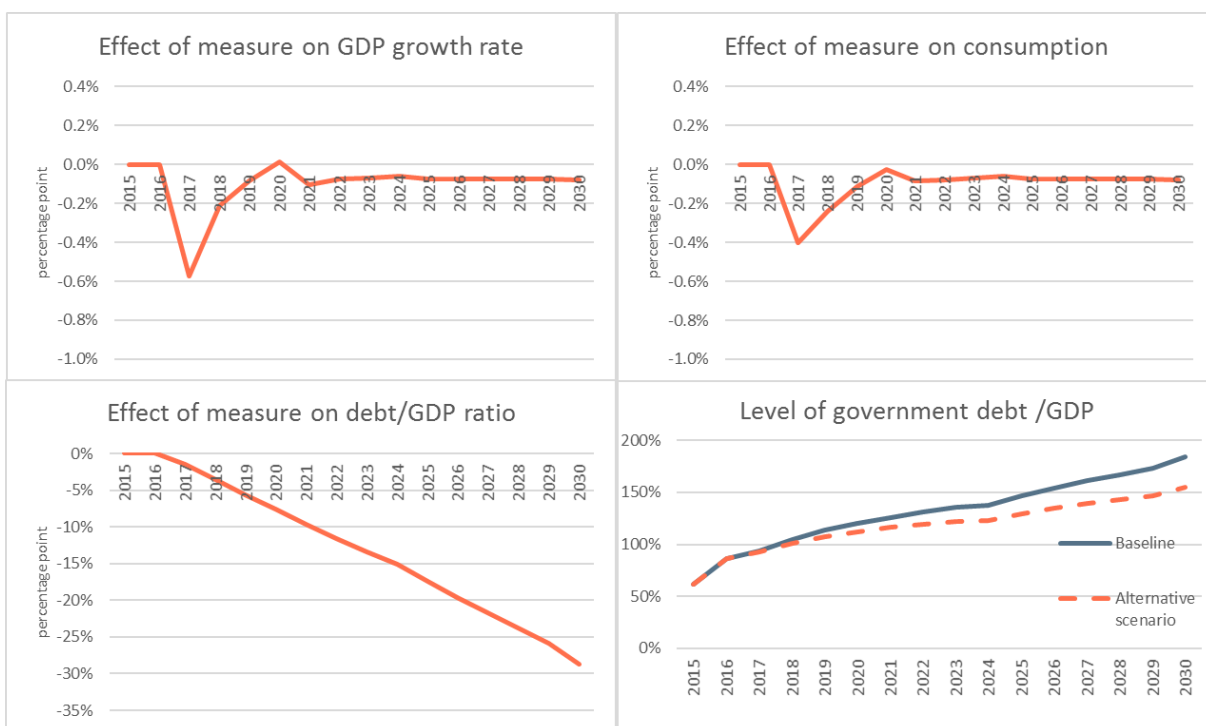 Effect of measure on GDP growth rate
0.4%
0.2%
0.0%
-0.2%
-0.4%
-0.6%
-0.8%
-1.0%
percentage point
2015 2016 2017 2018 2019 2020 2021 2022 2023 2024 2025 2026 2027 2028 2029 2030
Effect of measure on consumption
0.4%
0.2%
0.0%
-0.2%
-0.4%
-0.6%
-0.8%
-1.0%
percentage point
2015 2016 2017 2018 2019 2020 2021 2022 2023 2024 2025 2026 2027 2028 2029 2030
Effect of measure on debt/GDP ratio
0%
-5%
-10%
-15%
-20%
-25%
-30%
-35%
percentage point
2015 2016 2017 2018 2019 2020 2021 2022 2023 2024 2025 2026 2027 2028 2029 2030
Level of government debt /GDP
200%
150%
100%
50%
0%
Baseline
Alternative
scenario
2015 2016 2017 2018 2019 2020 2021 2022 2023 2024 2025 2026 2027 2028 2029 2030